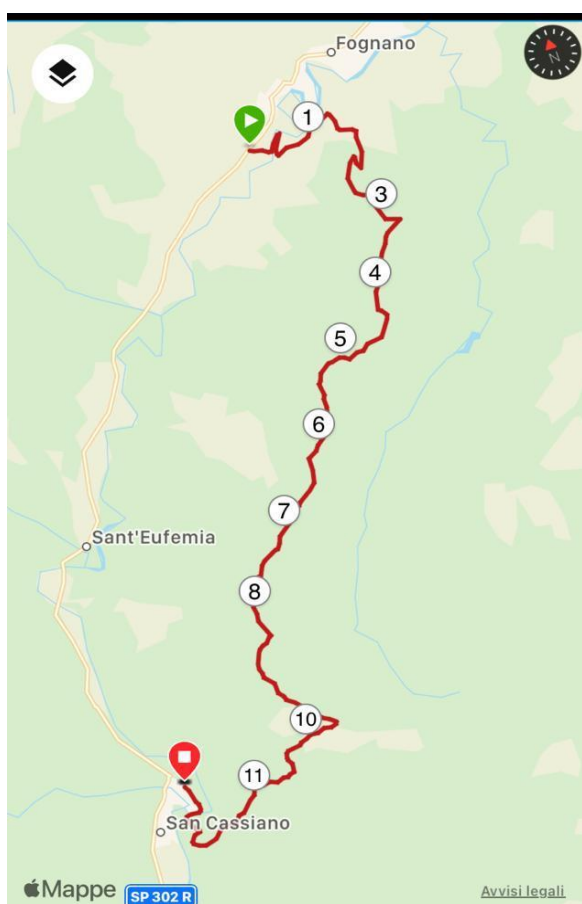 Fognano
N
1
3
4
5
6
7
Sant'Eufemia
8
10
11
San Cassiano
Mappe
SP 302 R
Avvisi legali